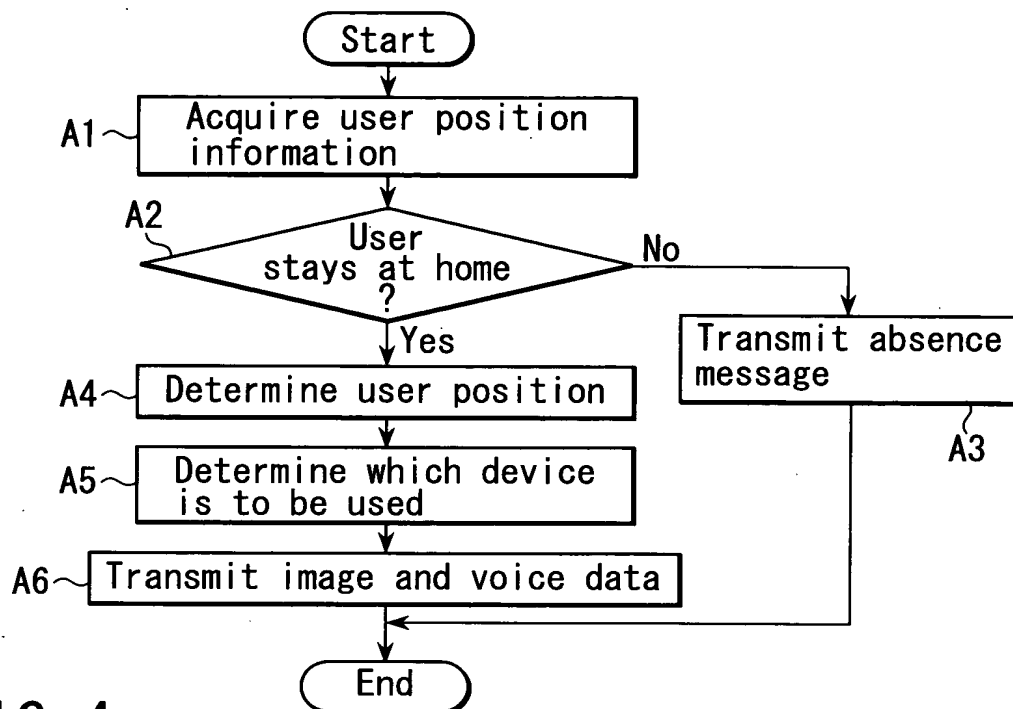 Start
A1
Acquire user position
information
A2
User
stays at home
?
No
Yes
Transmit absence
message
A3
A4
Determine user position
A5
Determine which device
is to be used
A6
Transmit image and voice data
End